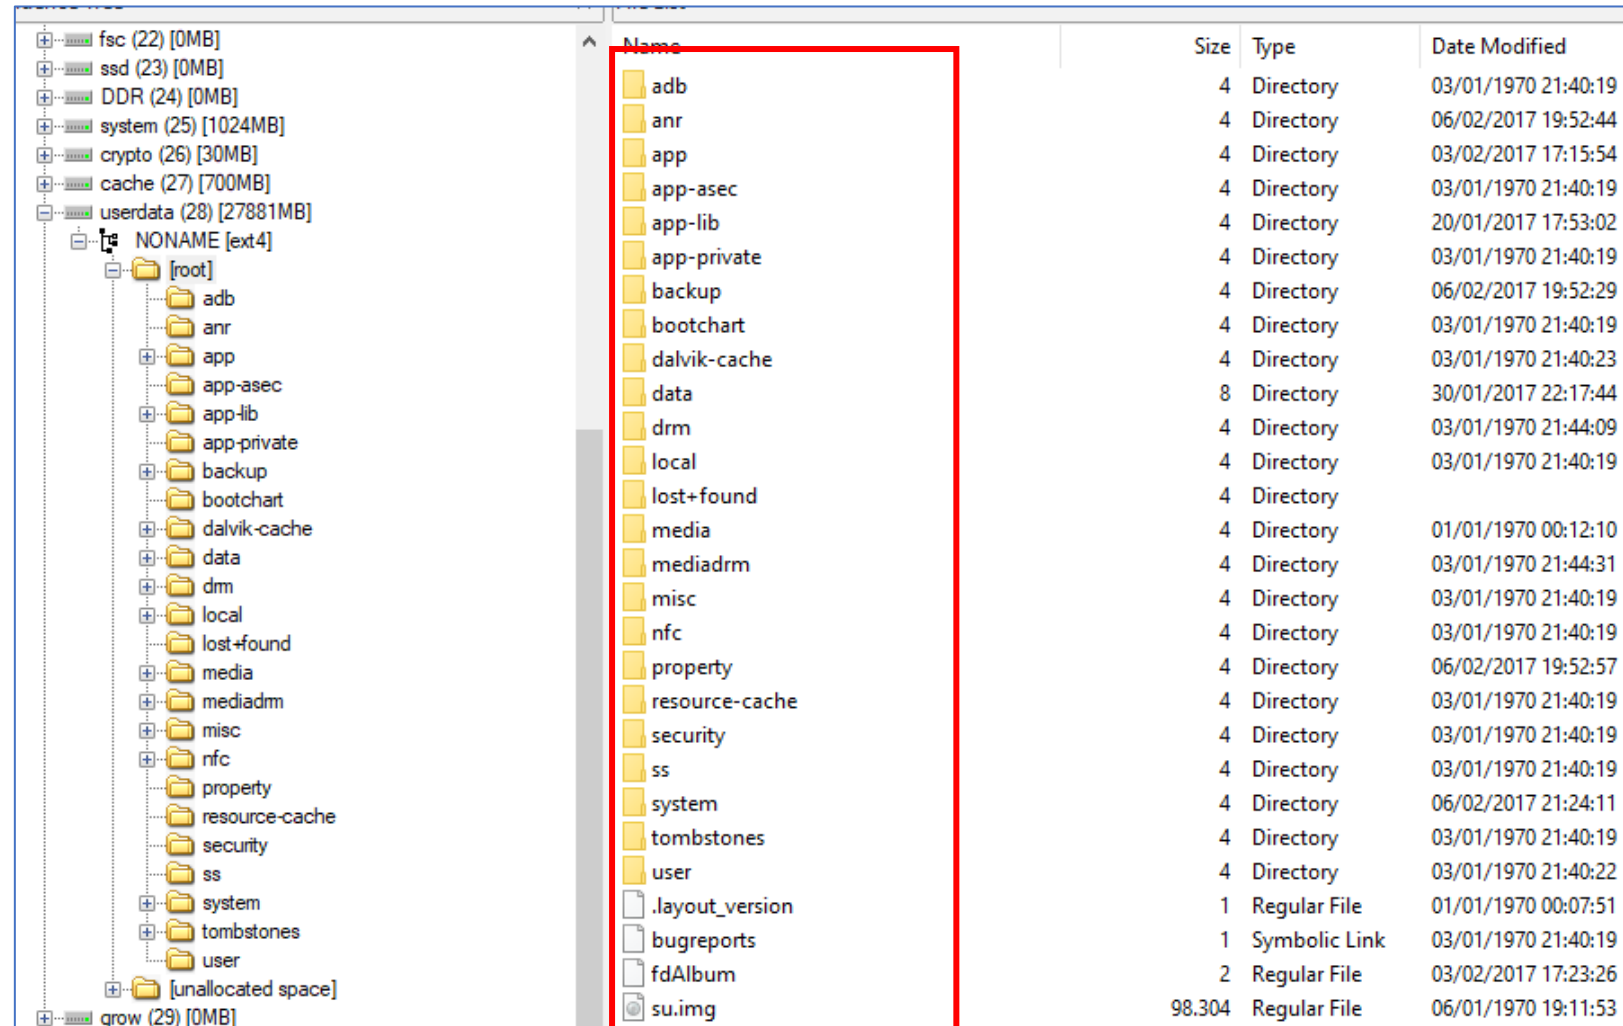 fsc (22) [0MB]
ssd (23) [0MB]
DDR (24) [0MB]
system (25) [1024MB]
crypto (26) [30MB]
cache (27) [700MB]
userdata (28) [27881MB]
NONAME [ext4]
[root]
adb
anr
app
app-asec
app-lib
app-private
backup
bootchart
dalvik-cache
data
drm
local
lost+found
media
mediadrm
misc
nfc
property
resource-cache
security
ss
system
tombstones
user
[unallocated space]
grow (29) [0MB]
Name Size Type Date Modified
adb 4 Directory 03/01/1970 21:40:19
anr 4 Directory 06/02/2017 19:52:44
app 4 Directory 03/02/2017 17:15:54
app-asec 4 Directory 03/01/1970 21:40:19
app-lib 4 Directory 20/01/2017 17:53:02
app-private 4 Directory 03/01/1970 21:40:19
backup 4 Directory 06/02/2017 19:52:29
bootchart 4 Directory 03/01/1970 21:40:19
dalvik-cache 4 Directory 03/01/1970 21:40:23
data 8 Directory 30/01/2017 22:17:44
drm 4 Directory 03/01/1970 21:44:09
local 4 Directory 03/01/1970 21:40:19
lost+found 4 Directory
media 4 Directory 01/01/1970 00:12:10
mediadrm 4 Directory 03/01/1970 21:44:31
misc 4 Directory 03/01/1970 21:40:19
nfc 4 Directory 03/01/1970 21:40:19
property 4 Directory 06/02/2017 19:52:57
resource-cache 4 Directory 03/01/1970 21:40:19
security 4 Directory 03/01/1970 21:40:19
ss 4 Directory 03/01/1970 21:40:19
system 4 Directory 06/02/2017 21:24:11
tombstones 4 Directory 03/01/1970 21:40:19
user 4 Directory 03/01/1970 21:40:22
.layout_version 1 Regular File 01/01/1970 00:07:51
bugreports 1 Symbolic Link 03/01/1970 21:40:19
fdAlbum 2 Regular File 03/02/2017 17:23:26
su.img 98.304 Regular File 06/01/1970 19:11:53